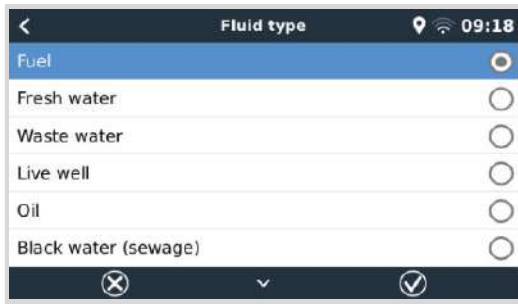 Fluid type 09:18
Fuel
Fresh water
Waste water
Live well
Oil
Black water (sewage)